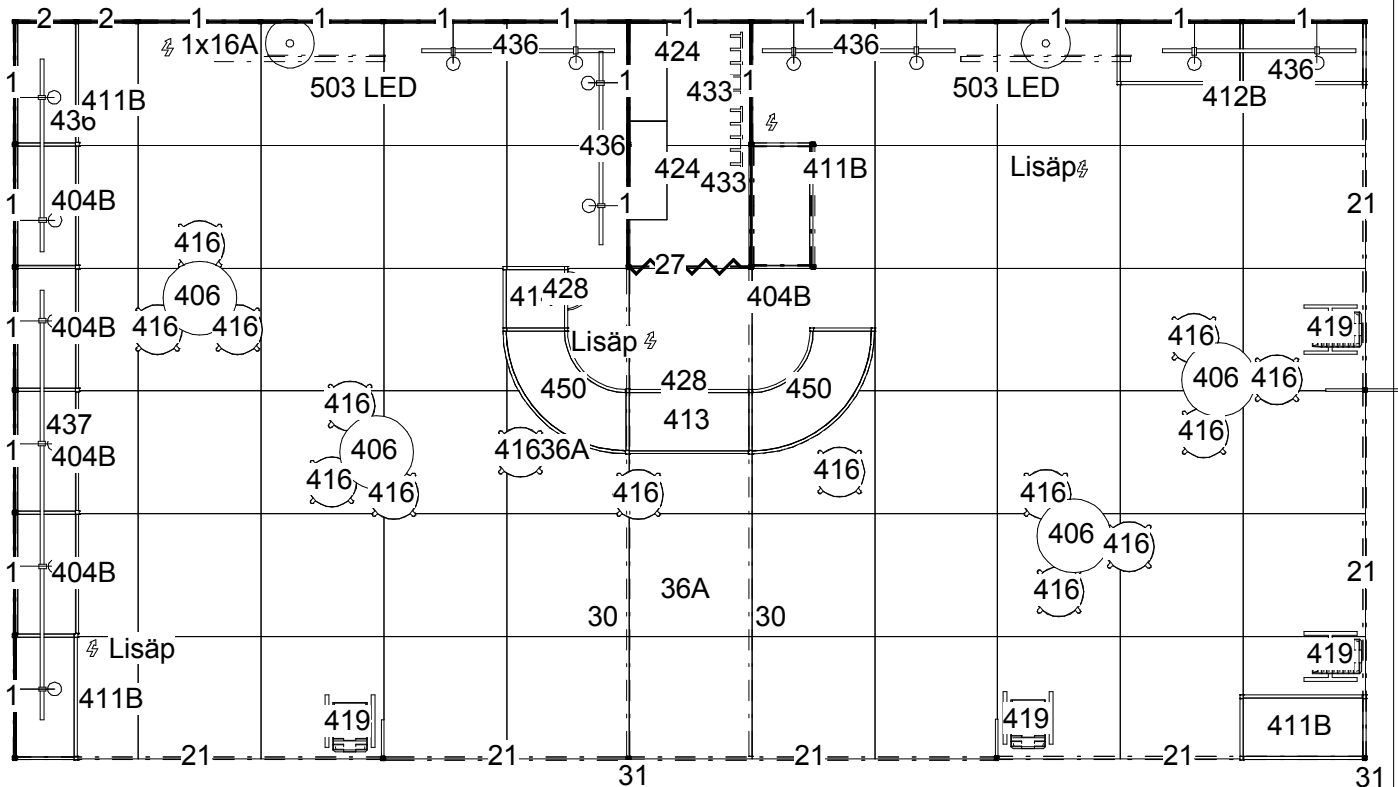 2 2 1 1 1 1 1 1 1 1 1 1
1x16A 436 424 436 436
503 LED 433 503 LED 412B
1 411B 1 1
436
436 424 433 411B Lisäp
1 404B 1 21
416
27
406 428 404B
416 416 416 419
1 404B Lisäp
450 428 450 406 416
416 413
437 406 416 36A 416
1 404B
416 416 416 416 416
406 416
1 404B 36A 416 21
30 30
Lisäp 419
1 411B
419 419 411B
21 21 21 21
31 31